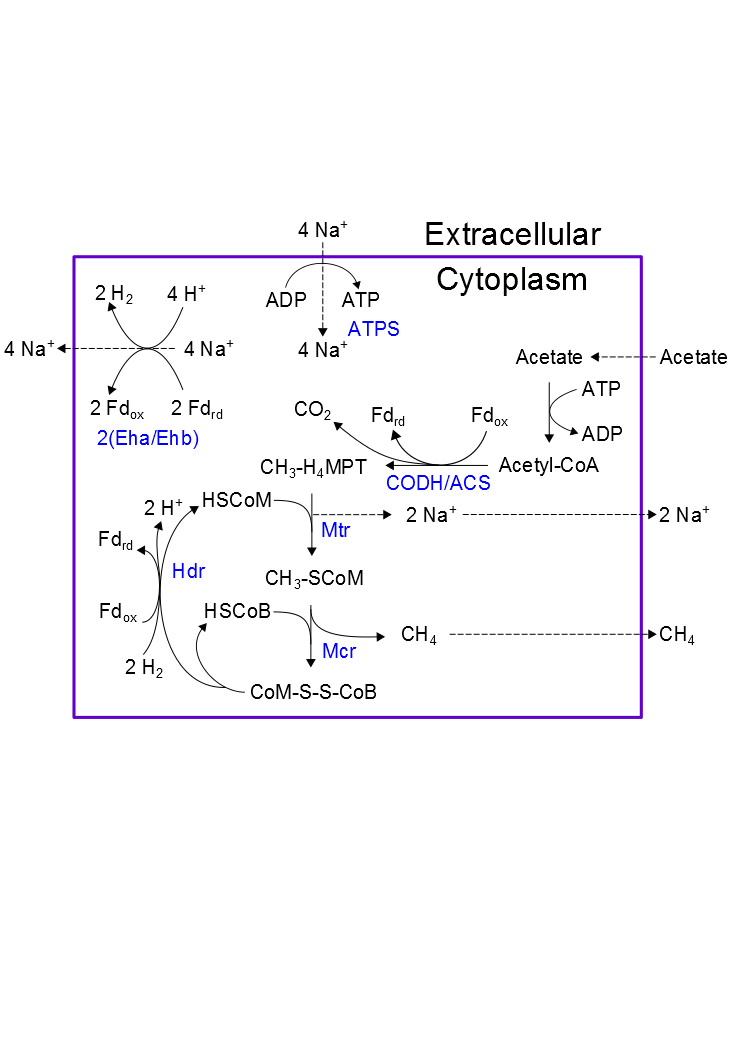 4 Na⁺
Extracellular
Cytoplasm
2 H₂
4 H⁺
ADP
ATP
ATPS
4 Na⁺
4 Na⁺
4 Na⁺
Acetate
Acetate
2 Fdox
2 Fdrd
2(Eha/Ehb)
ATP
ADP
CO₂
Fdrd
Fdox
CH₃-H₄MPT
Acetyl-CoA
CODH/ACS
2 H⁺
HSCoM
Mtr
2 Na⁺
2 Na⁺
Fdrd
Hdr
CH₃-SCoM
Fdox
HSCoB
Mcr
CH₄
CH₄
2 H₂
CoM-S-S-CoB